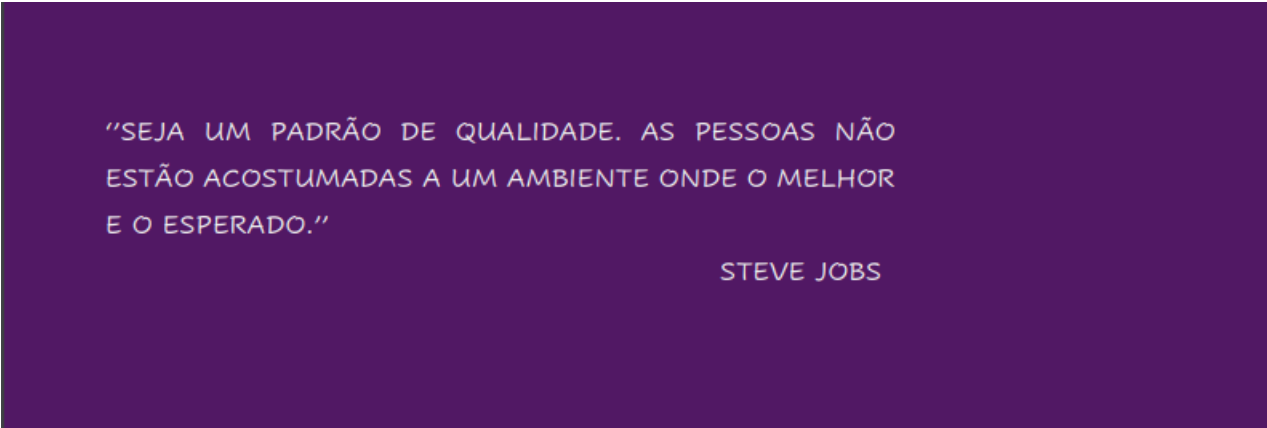 ‘’SEJA UM PADRÃO DE QUALIDADE. AS PESSOAS NÃO
ESTÃO ACOSTUMADAS A UM AMBIENTE ONDE O MELHOR
E O ESPERADO.’’
STEVE JOBS